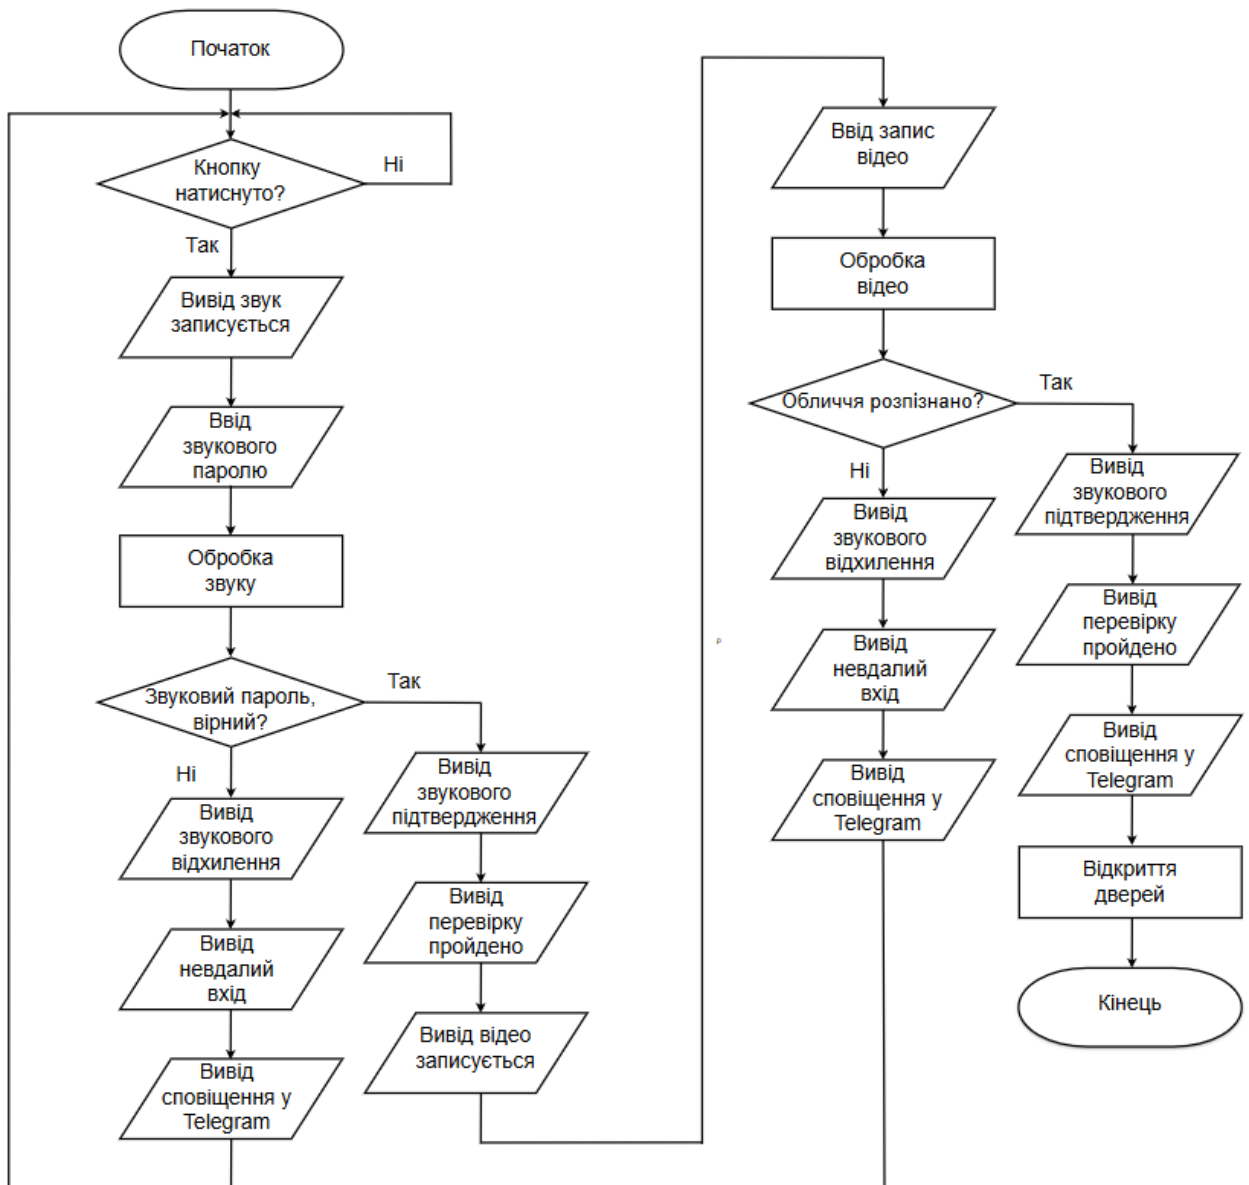 Початок
Кнопку
натиснуто?
Ні
Так
Вивід звук
записується
Ввід
звукового
паролю
Обробка
звуку
Звуковий пароль,
вірний?
Так
Ні
Вивід
звукового
відхилення
Вивід
невдалий
вхід
Вивід
сповіщення у
Telegram
Вивід
звукового
підтвердження
Вивід
перевірку
пройдено
Вивід відео
записується
Ввід запис
відео
Обробка
відео
Обличчя розпізнано?
Так
Ні
Вивід
звукового
відхилення
Вивід
невдалий
вхід
Вивід
сповіщення у
Telegram
Вивід
звукового
підтвердження
Вивід
перевірку
пройдено
Вивід
сповіщення у
Telegram
Відкриття
дверей
Кінець